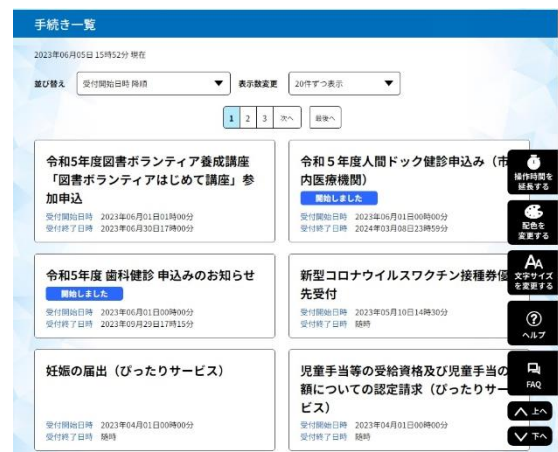 手続き一覧
2023年06月05日 15時52分 現在
並び替え 受付開始日時 降順 ▼ 表示数変更 20件ずつ表示 ▼
1 2 3 次へ 最後へ
令和5年度図書ボランティア養成講座
「図書ボランティアはじめて講座」参
加申込
受付開始日時 2023年06月01日01時00分
受付終了日時 2023年06月30日17時00分
令和5年度人間ドック健診申込み（市
内医療機関）
開始しました
受付開始日時 2023年06月01日00時00分
受付終了日時 2024年03月08日23時59分
令和5年度 歯科健診 申込みのお知らせ
開始しました
受付開始日時 2023年06月01日00時00分
受付終了日時 2023年09月29日17時15分
新型コロナウイルスワクチン接種券優
先受付
受付開始日時 2023年05月10日14時30分
受付終了日時 随時
妊娠の届出（ぴったりサービス）
受付開始日時 2023年04月01日00時00分
受付終了日時 随時
児童手当等の受給資格及び児童手当の
額についての認定請求（ぴったりサー
ビス）
受付開始日時 2023年04月01日00時00分
受付終了日時 随時
操作時間を
延長する
配色を
変更する
AA
文字サイズ
を変更する
?
ヘルプ
FAQ
上へ
下へ